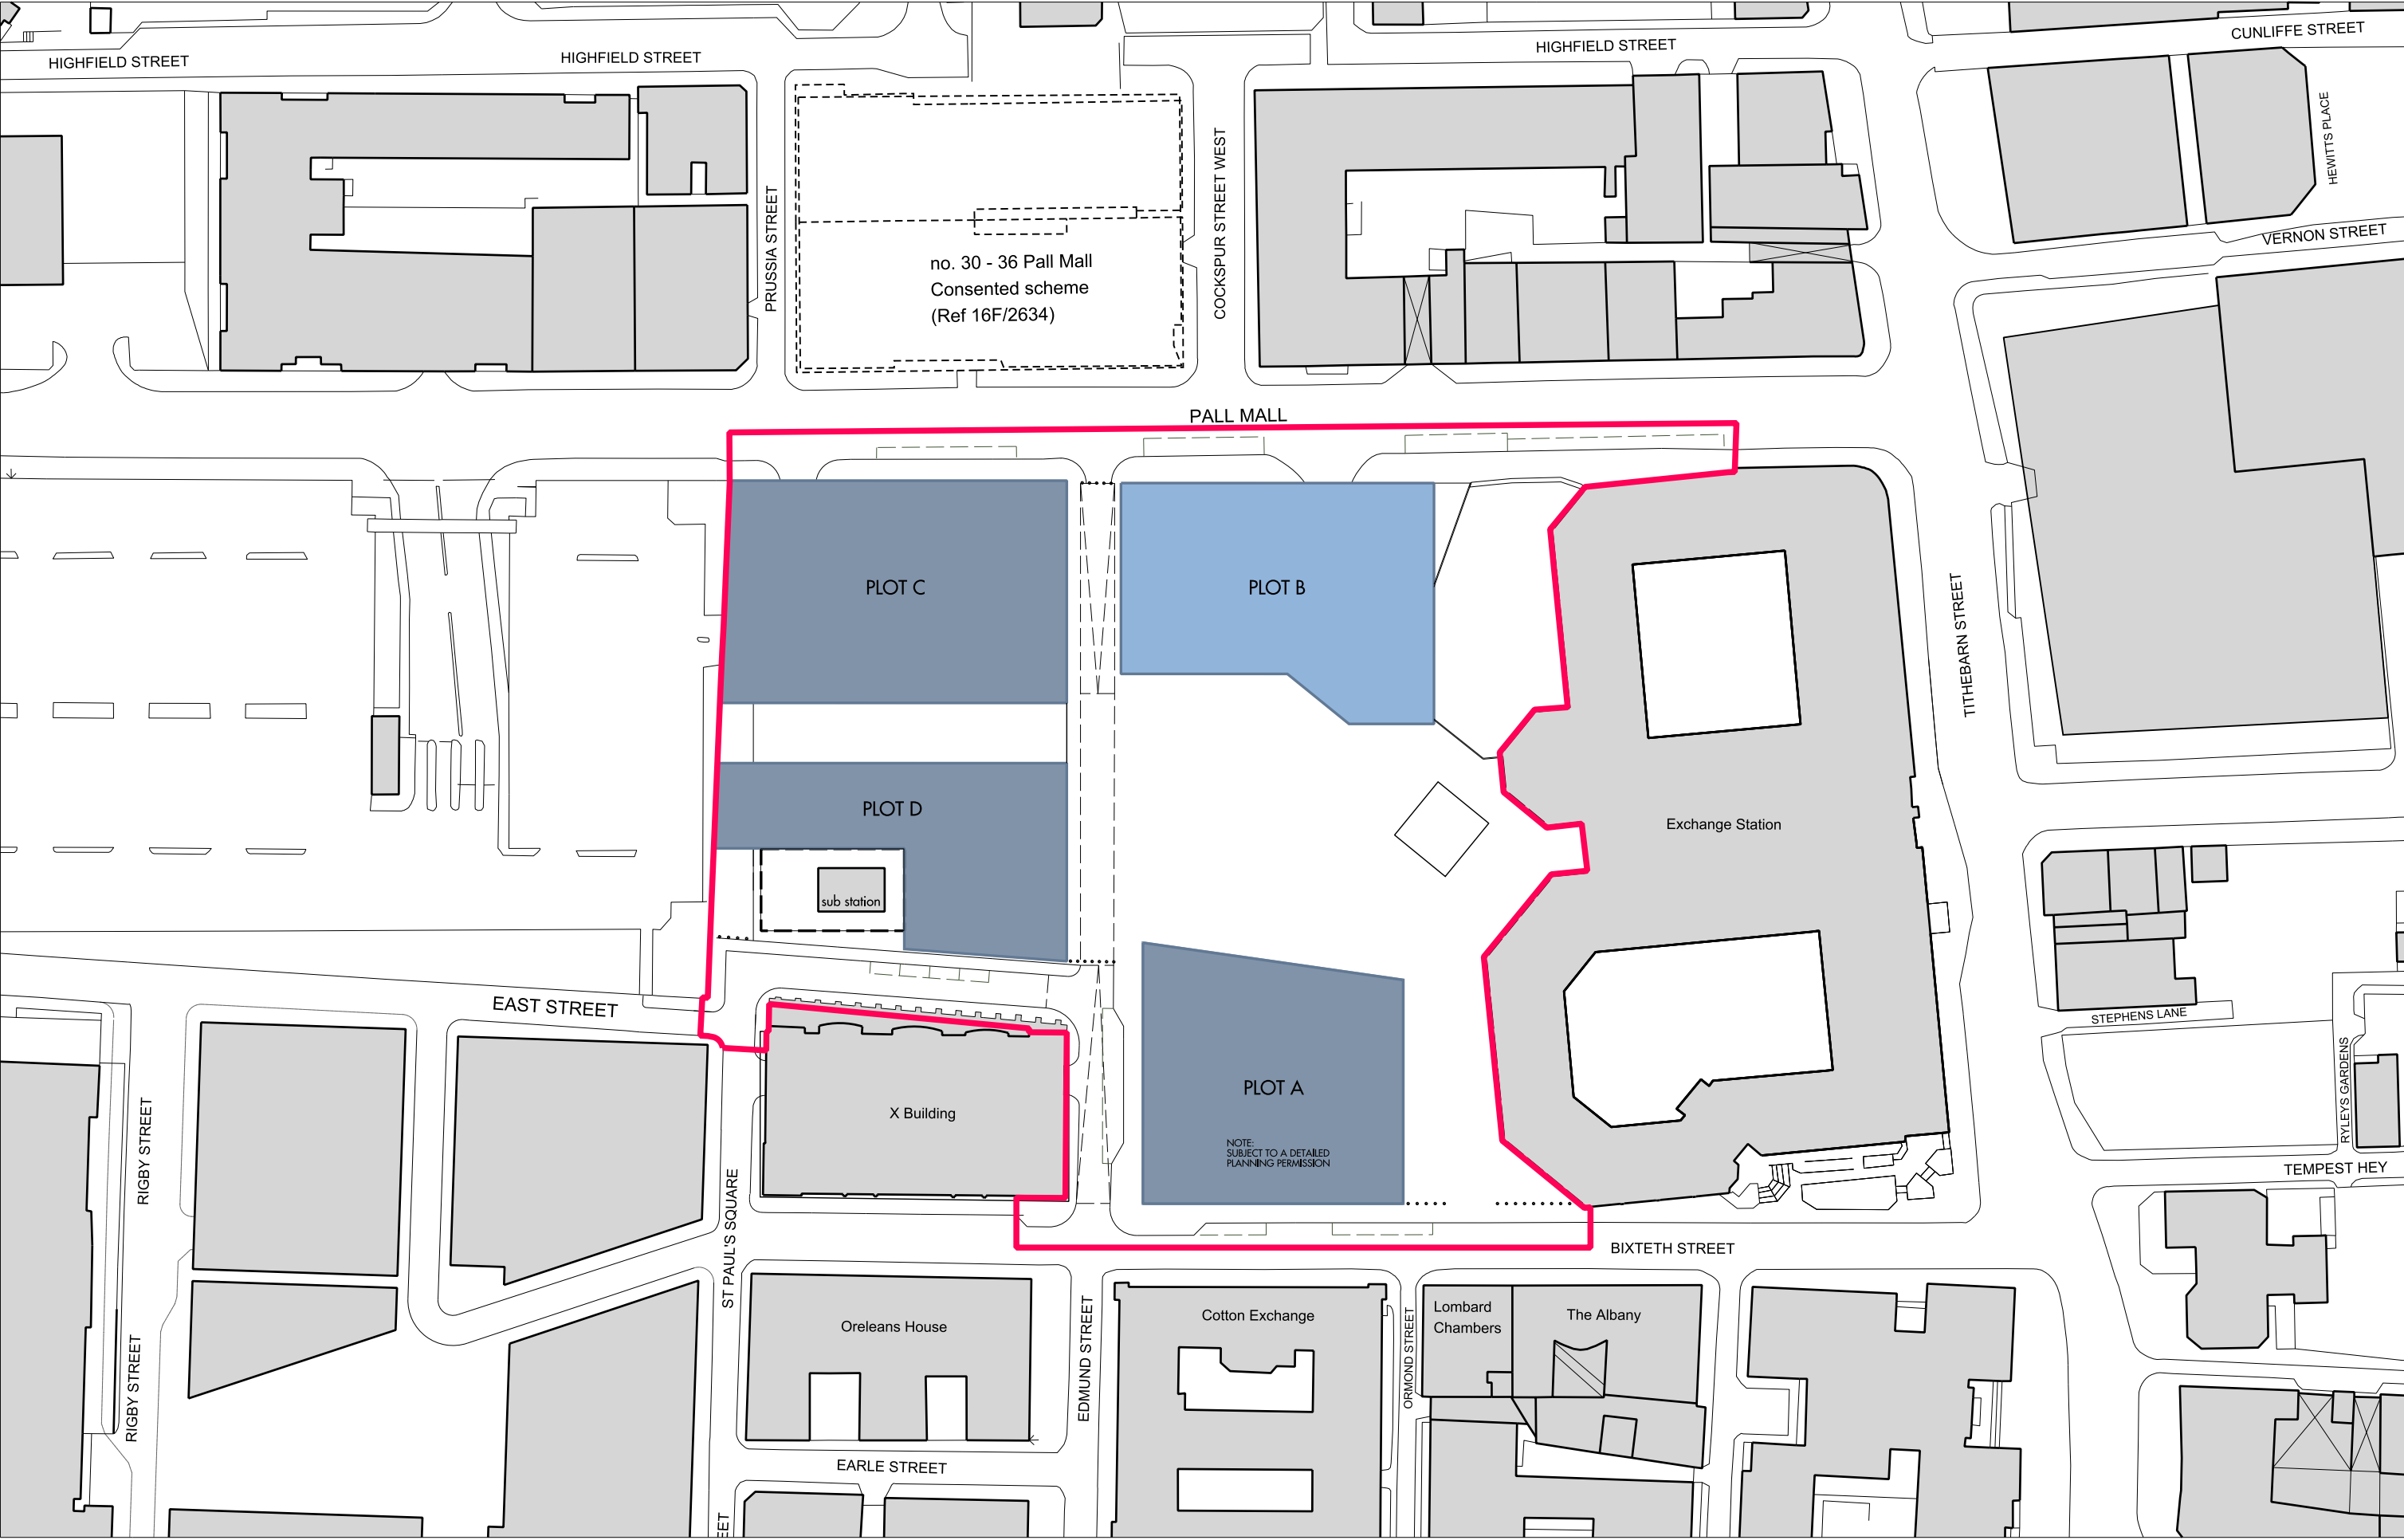 HIGHFIELD STREET
HIGHFIELD STREET
HIGHFIELD STREET
CUNLIFFE STREET
HEWITTS PLACE
PRUSSIA STREET
COCKSPUR STREET WEST
VERNON STREET
no. 30 - 36 Pall Mall
Consented scheme
(Ref 16F/2634)
PALL MALL
PLOT C
PLOT B
TITHEBARN STREET
PLOT D
Exchange Station
sub station
EAST STREET
STEPHENS LANE
RYLEYS GARDENS
X Building
PLOT A
NOTE:
SUBJECT TO A DETAILED
PLANNING PERMISSION
RIGBY STREET
ST PAUL'S SQUARE
TEMPEST HEY
BIXTETH STREET
Oreleans House
EDMUND STREET
Cotton Exchange
ORMOND STREET
Lombard
Chambers
The Albany
RIGBY STREET
EARLE STREET
EET